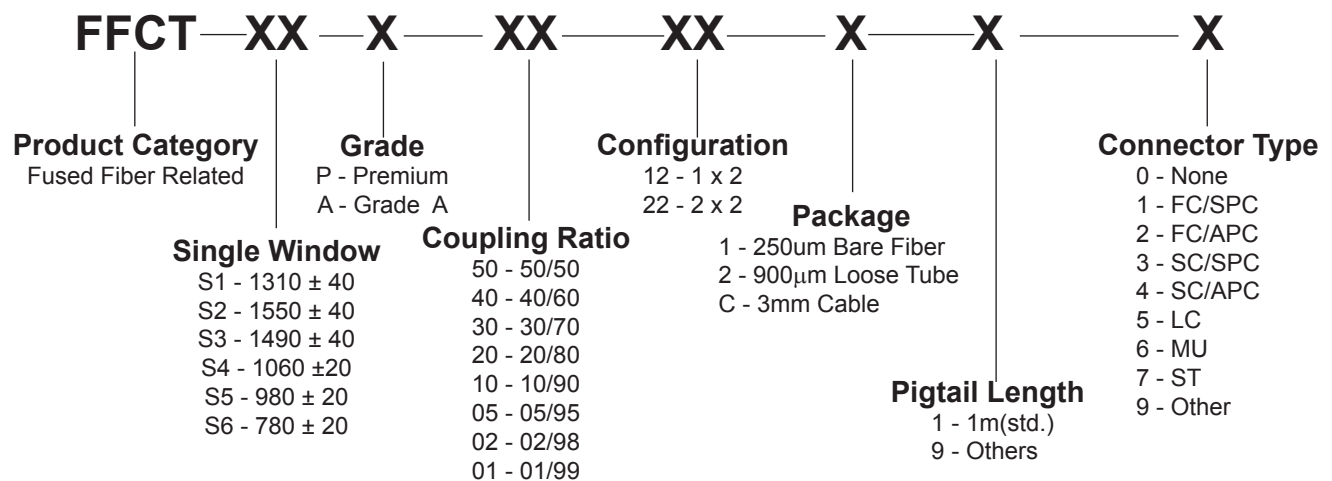 FFCT XX X XX XX X X X
Product Category
Fused Fiber Related
Single Window
S1 - 1310 ± 40
S2 - 1550 ± 40
S3 - 1490 ± 40
S4 - 1060 ±20
S5 - 980 ± 20
S6 - 780 ± 20
Grade
P - Premium
A - Grade A
Coupling Ratio
50 - 50/50
40 - 40/60
30 - 30/70
20 - 20/80
10 - 10/90
05 - 05/95
02 - 02/98
01 - 01/99
Configuration
12 - 1 x 2
22 - 2 x 2
Package
1 - 250um Bare Fiber
2 - 900µm Loose Tube
C - 3mm Cable
Pigtail Length
1 - 1m(std.)
9 - Others
Connector Type
0 - None
1 - FC/SPC
2 - FC/APC
3 - SC/SPC
4 - SC/APC
5 - LC
6 - MU
7 - ST
9 - Other